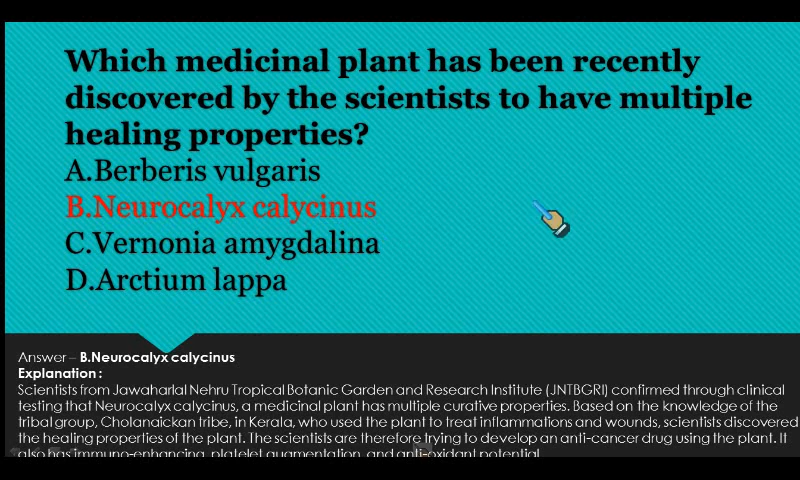 Which medicinal plant has been recently
discovered by the scientists to have multiple
healing properties?
A.Berberis vulgaris
B.Neurocalyx calycinus
C.Vernonia amygdalina
D.Arctium lappa
Answer – B.Neurocalyx calycinus
Explanation :
Scientists from Jawaharlal Nehru Tropical Botanic Garden and Research Institute (JNTBGRI) confirmed through clinical
testing that Neurocalyx calycinus, a medicinal plant has multiple curative properties. Based on the knowledge of the
tribal group, Cholanaickan tribe, in Kerala, who used the plant to treat inflammations and wounds, scientists discovered
the healing properties of the plant. The scientists are therefore trying to develop an anti-cancer drug using the plant. It
also has immuno-enhancing, platelet augmentation, and anti-oxidant potential